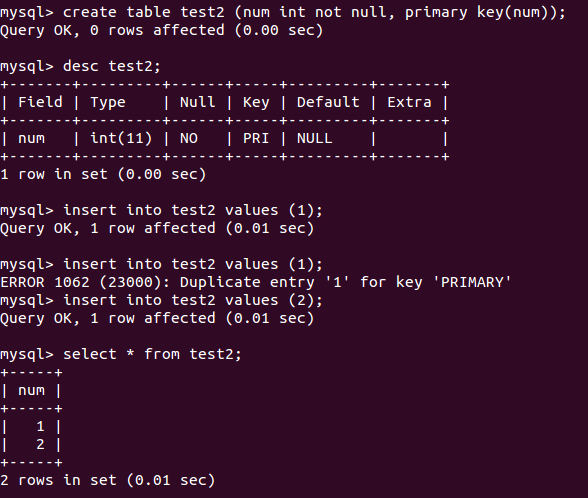 mysql> create table test2 (num int not null, primary key(num));
Query OK, 0 rows affected (0.00 sec)
mysql> desc test2;
+-------+---------+------+-----+---------+-------+
| Field | Type    | Null | Key | Default | Extra |
+-------+---------+------+-----+---------+-------+
| num   | int(11) | NO   | PRI | NULL    |       |
+-------+---------+------+-----+---------+-------+
1 row in set (0.00 sec)
mysql> insert into test2 values (1);
Query OK, 1 row affected (0.01 sec)
mysql> insert into test2 values (1);
ERROR 1062 (23000): Duplicate entry '1' for key 'PRIMARY'
mysql> insert into test2 values (2);
Query OK, 1 row affected (0.01 sec)
mysql> select * from test2;
+-----+
| num |
+-----+
|   1 |
|   2 |
+-----+
2 rows in set (0.01 sec)